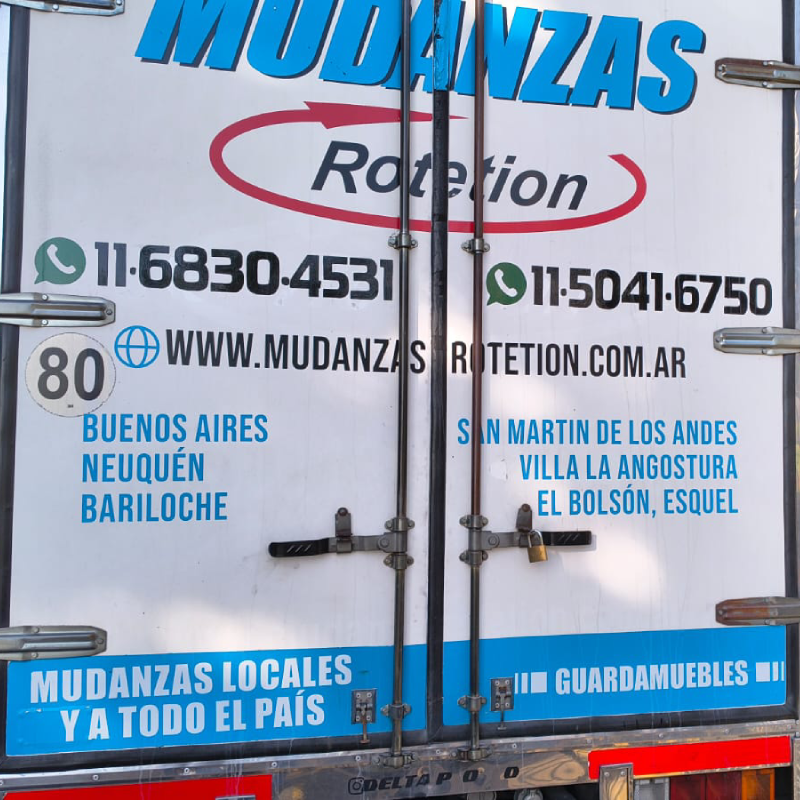 MUDANZAS
Rotetion
11·6830·4531
11·5041·6750
80
WWW.MUDANZASROTETION.COM.AR
BUENOS AIRES
NEUQUÉN
BARILOCHE
SAN MARTIN DE LOS ANDES
VILLA LA ANGOSTURA
EL BOLSÓN, ESQUEL
MUDANZAS LOCALES
Y A TODO EL PAÍS
GUARDAMUEBLES